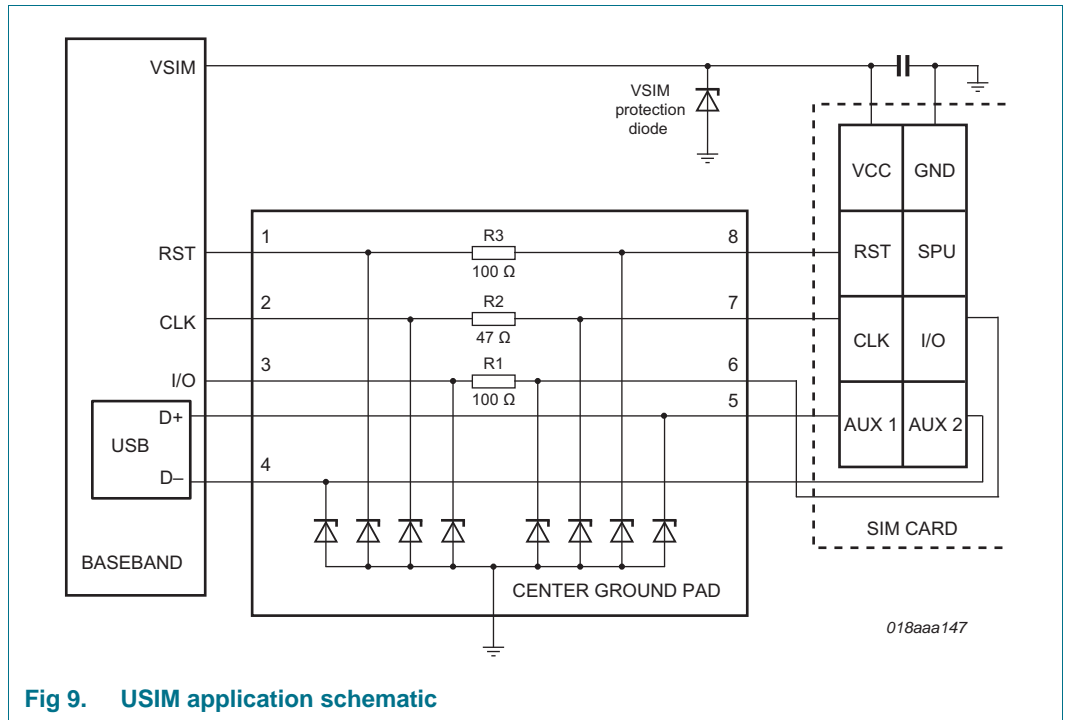 VSIM
VSIM
protection
diode
VCC GND
1 R3 8
RST 100 Ω RST SPU
2 R2 7
CLK 47 Ω CLK I/O
3 R1 6
I/O 100 Ω 5
D+ AUX 1 AUX 2
USB
4
D–
SIM CARD
BASEBAND
CENTER GROUND PAD
018aaa147
Fig 9. USIM application schematic